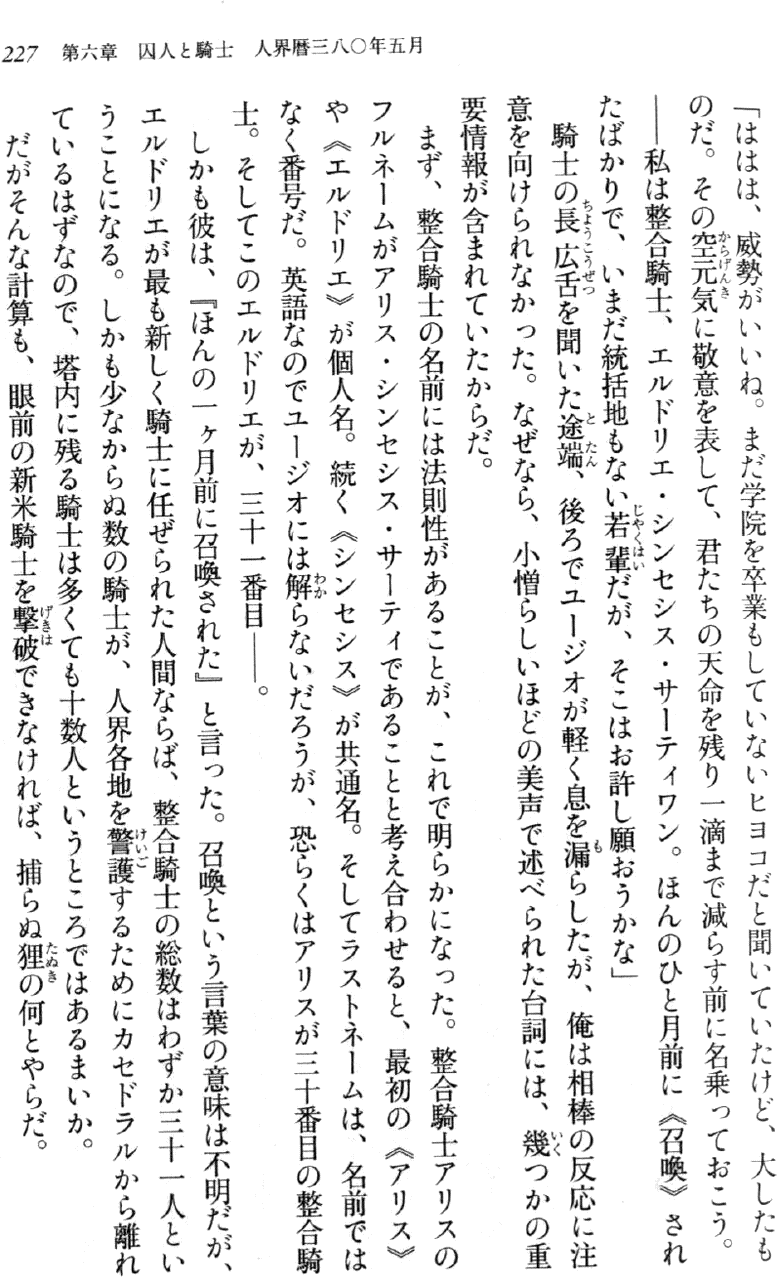 227　第六章　囚人と騎士　人界暦三八〇年五月
「ははは、威勢がいいね。まだ学院を卒業もしていないヒヨコだと聞いていたけど、大したも
のだ。その空元気に敬意を表して、君たちの天命を残り一滴まで減らす前に名乗っておこう。
――私は整合騎士、エルドリエ・シンセシス・サーティワン。ほんのひと月前に《召喚》され
たばかりで、いまだ統括地もない若輩だが、そこはお許し願おうかな」
　騎士の長広舌を聞いた途端、後ろでユージオが軽く息を漏らしたが、俺は相棒の反応に注
意を向けられなかった。なぜなら、小憎らしいほどの美声で述べられた台詞には、幾つかの重
要情報が含まれていたからだ。
　まず、整合騎士の名前には法則性があることが、これで明らかになった。整合騎士アリスの
フルネームがアリス・シンセシス・サーティであることと考え合わせると、最初の《アリス》
や《エルドリエ》が個人名。続く《シンセシス》が共通名。そしてラストネームは、名前では
なく番号だ。英語なのでユージオには解らないだろうが、恐らくはアリスが三十番目の整合騎
士。そしてこのエルドリエが、三十一番目――。
　しかも彼は、『ほんの一ヶ月前に召喚された』と言った。召喚という言葉の意味は不明だが、
エルドリエが最も新しく騎士に任ぜられた人間ならば、整合騎士の総数はわずか三十一人とい
うことになる。しかも少なからぬ数の騎士が、人界各地を警護するためにカセドラルから離れ
ているはずなので、塔内に残る騎士は多くても十数人というところではあるまいか。
　だがそんな計算も、眼前の新米騎士を撃破できなければ、捕らぬ狸の何とやらだ。